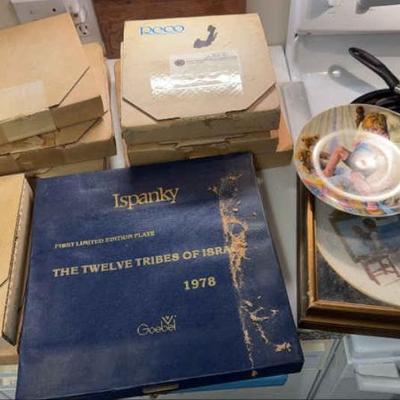 Reco
Ispanky
FIRST LIMITED EDITION PLATE
THE TWELVE TRIBES OF ISRA
1978
Goebel